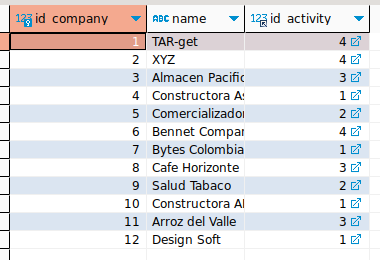 123 id_company ABC name 123 id_activity
1 TAR-get 4
2 XYZ 4
3 Almacen Pacific 3
4 Constructora As 1
5 Comercializado 2
6 Bennet Compar 4
7 Bytes Colombia 1
8 Cafe Horizonte 3
9 Salud Tabaco 2
10 Constructora Al 1
11 Arroz del Valle 3
12 Design Soft 1